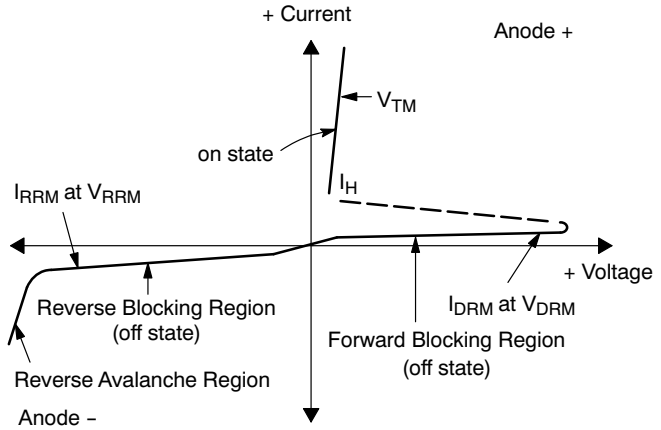 + Current
Anode +
V_TM
on state
I_H
I_RRM at V_RRM
+ Voltage
Reverse Blocking Region
(off state)
I_DRM at V_DRM
Forward Blocking Region
(off state)
Reverse Avalanche Region
Anode –